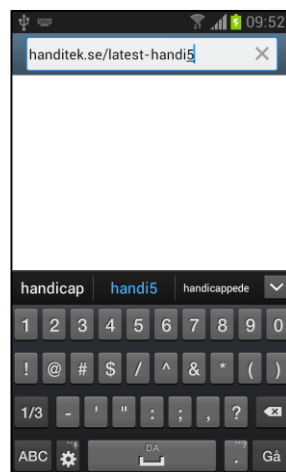 09:52
handitek.se/latest-handi5
handicap handi5 handicappede
1 2 3 4 5 6 7 8 9 0
! @ # $ / ^ & * ( )
1/3 - ' " : ; , ?
ABC DA . ...? Gå